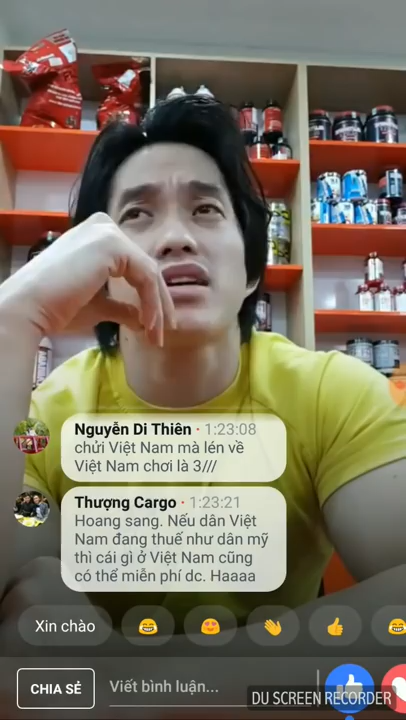 Nguyễn Di Thiên · 1:23:08
chửi Việt Nam mà lén về
Việt Nam chơi là 3///
Thượng Cargo · 1:23:21
Hoang sang. Nếu dân Việt
Nam đang thuế như dân mỹ
thì cái gì ở Việt Nam cũng
có thể miễn phí dc. Haaaa
Xin chào
CHIA SẺ
Viết bình luận...
DU SCREEN RECORDER